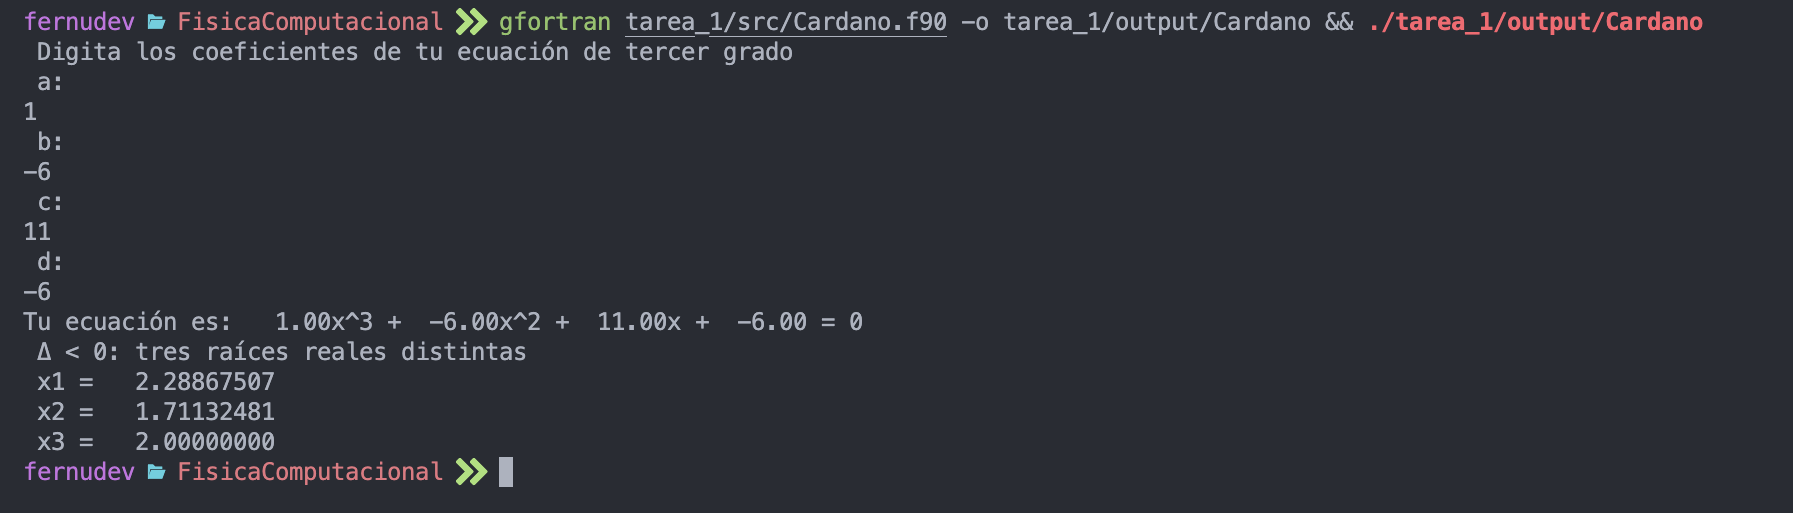 fernudev FisicaComputacional gfortran tarea_1/src/Cardano.f90 -o tarea_1/output/Cardano && ./tarea_1/output/Cardano
Digita los coeficientes de tu ecuación de tercer grado
a:
1
b:
-6
c:
11
d:
-6
Tu ecuación es:   1.00x^3 +  -6.00x^2 +  11.00x +  -6.00 = 0
Δ < 0: tres raíces reales distintas
x1 =   2.28867507
x2 =   1.71132481
x3 =   2.00000000
fernudev FisicaComputacional